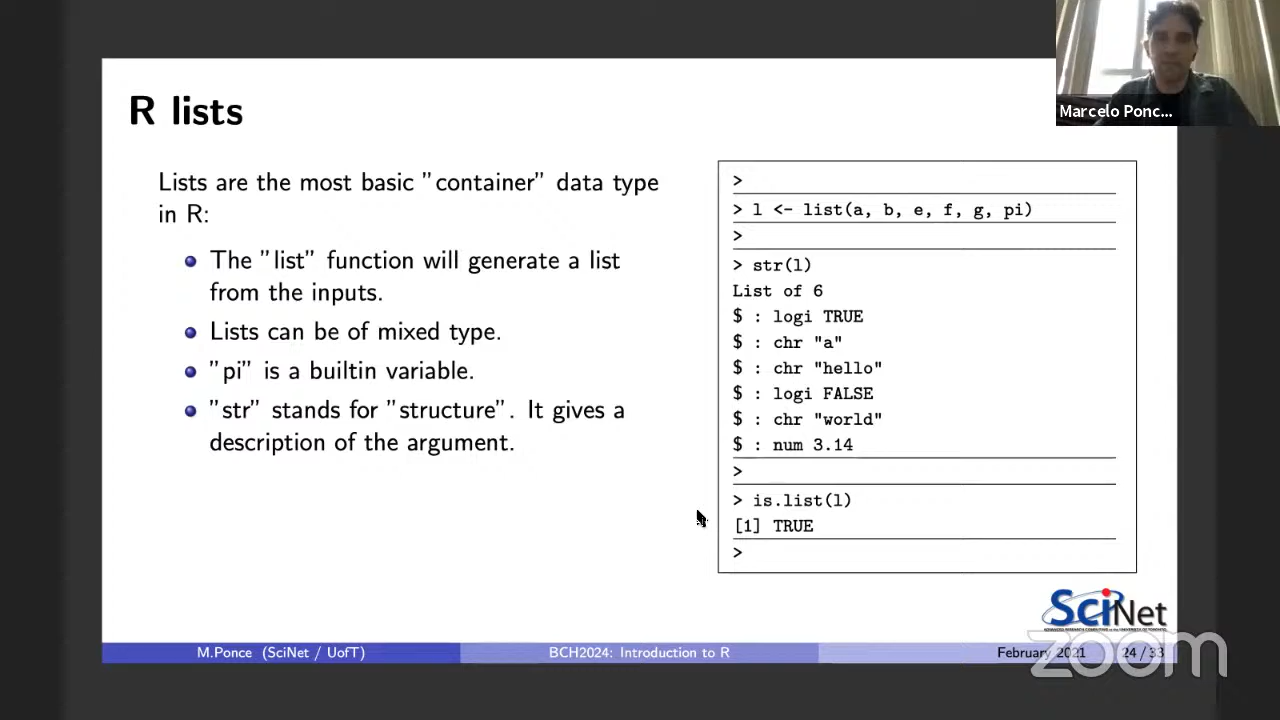 Marcelo Ponc...
R lists
Lists are the most basic "container" data type
in R:
The "list" function will generate a list
from the inputs.
Lists can be of mixed type.
"pi" is a builtin variable.
"str" stands for "structure". It gives a
description of the argument.
>
> l <- list(a, b, e, f, g, pi)
>
> str(l)
List of 6
$ : logi TRUE
$ : chr "a"
$ : chr "hello"
$ : logi FALSE
$ : chr "world"
$ : num 3.14
>
> is.list(l)
[1] TRUE
>
SciNet
M.Ponce (SciNet / UofT)
BCH2024: Introduction to R
February 2021
24 / 33
zoom